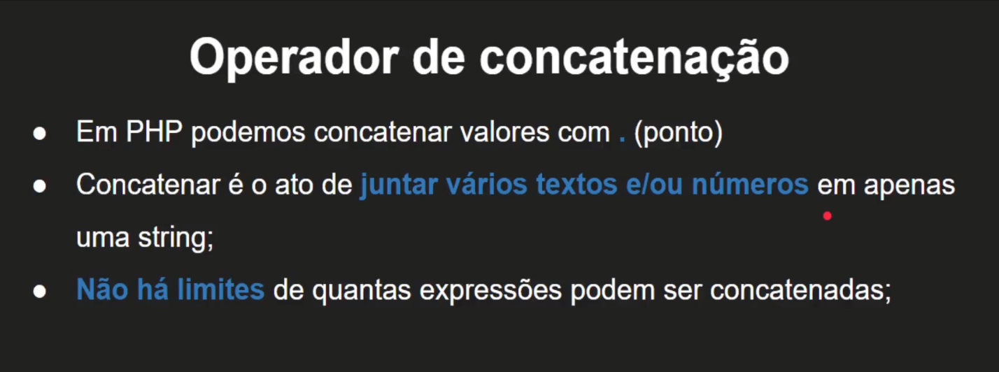 Operador de concatenação
● Em PHP podemos concatenar valores com . (ponto)
● Concatenar é o ato de juntar vários textos e/ou números em apenas
uma string;
● Não há limites de quantas expressões podem ser concatenadas;